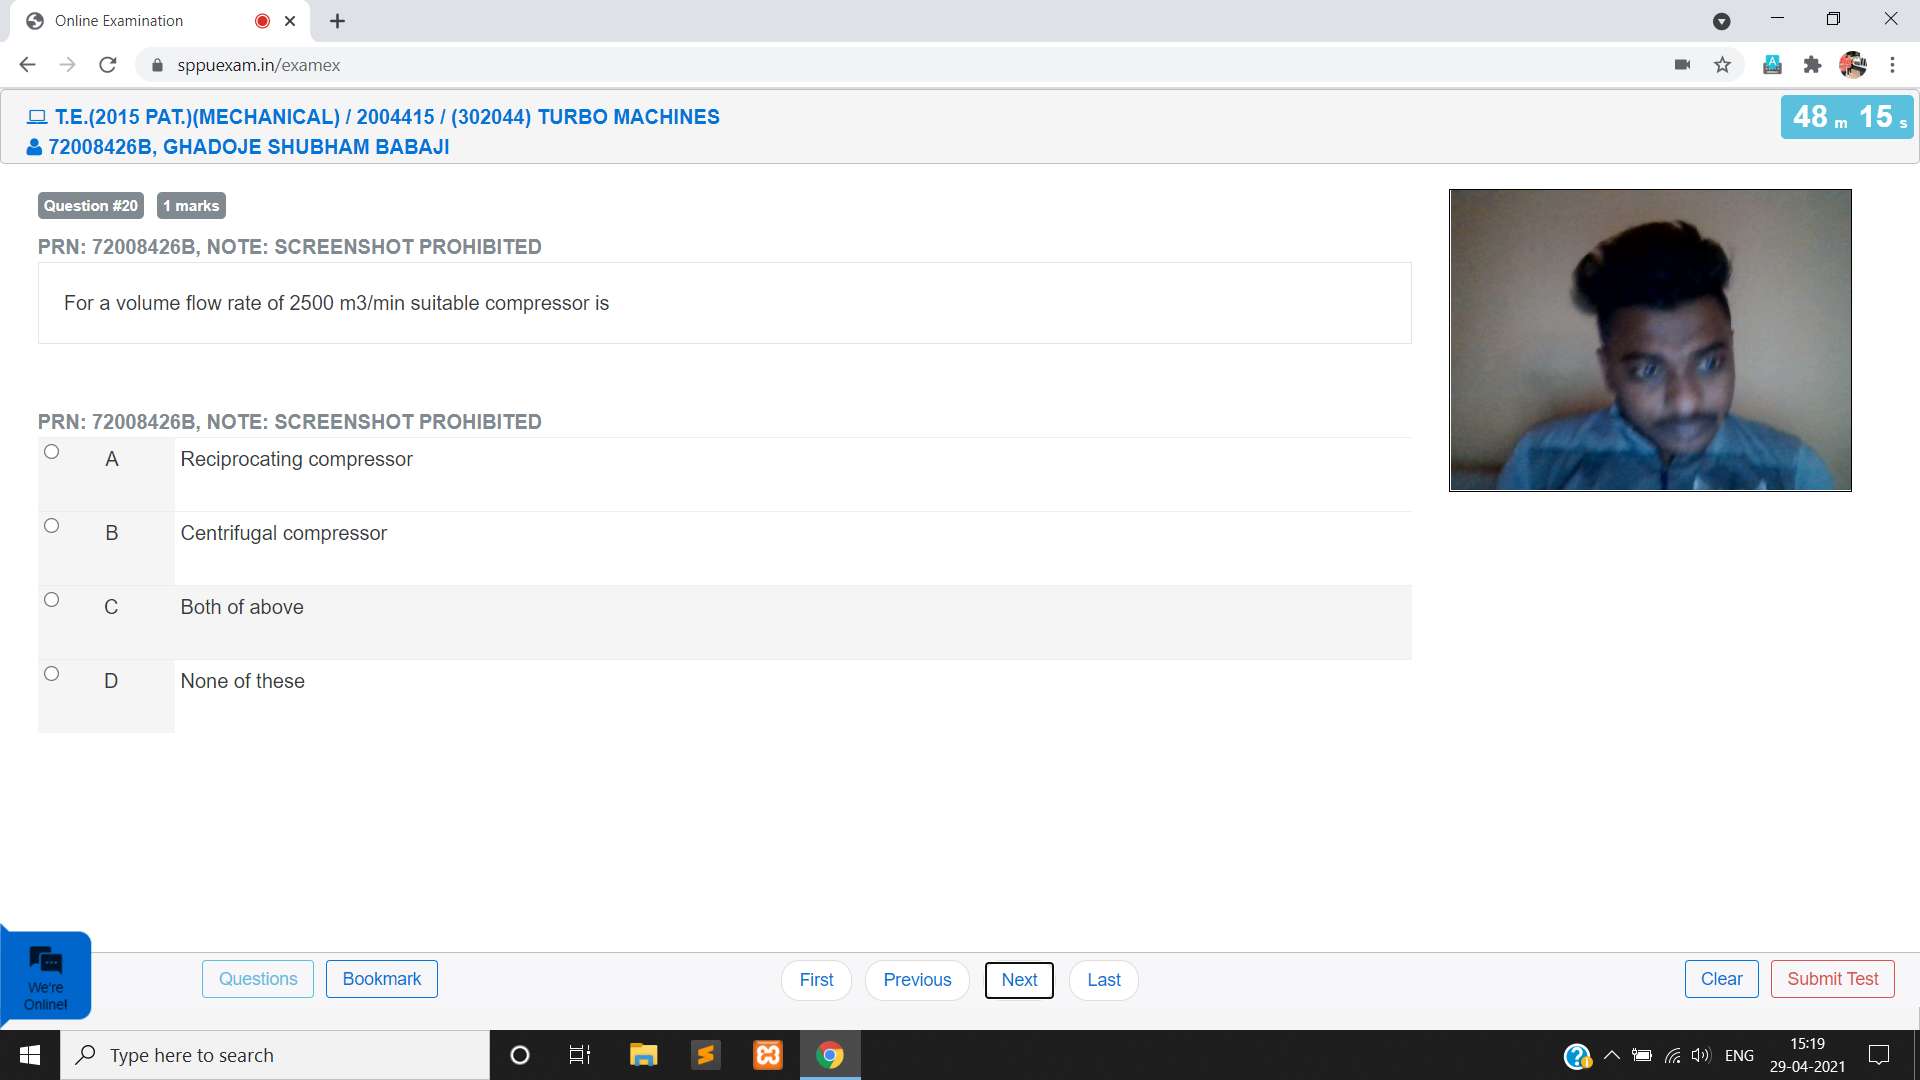 Online Examination
sppuexam.in/examex
T.E.(2015 PAT.)(MECHANICAL) / 2004415 / (302044) TURBO MACHINES
48 m 15 s
72008426B, GHADOJE SHUBHAM BABAJI
Question #20 1 marks
PRN: 72008426B, NOTE: SCREENSHOT PROHIBITED
For a volume flow rate of 2500 m3/min suitable compressor is
PRN: 72008426B, NOTE: SCREENSHOT PROHIBITED
A Reciprocating compressor
B Centrifugal compressor
C Both of above
D None of these
We're
Online!
Questions Bookmark First Previous Next Last Clear Submit Test
Type here to search
ENG
15:19
29-04-2021